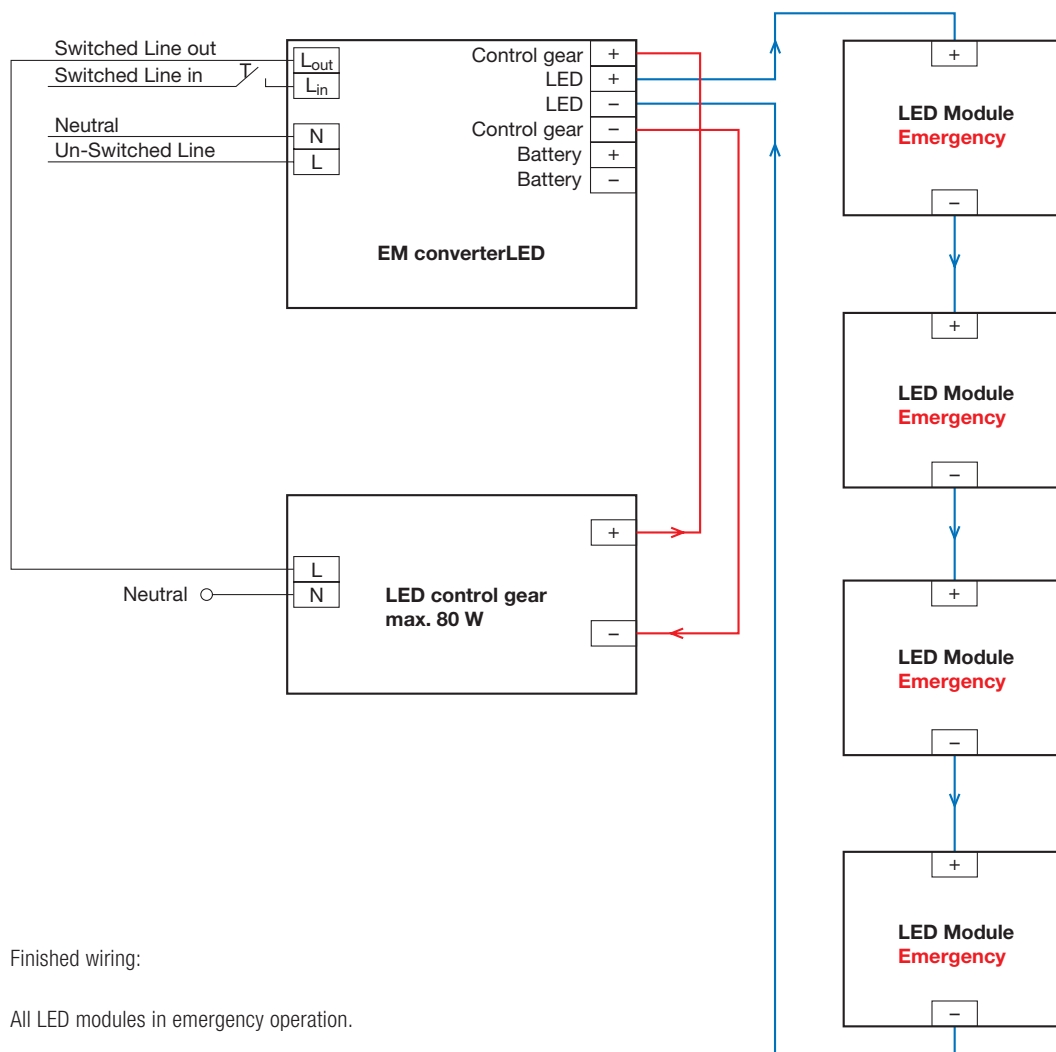 Switched Line out
Switched Line in
Neutral
Un-Switched Line
Lout
Lin
N
L
Control gear +
LED +
LED –
Control gear –
Battery +
Battery –
EM converterLED
L
N
Neutral
LED control gear
max. 80 W
+
–
+
LED Module
Emergency
–
+
LED Module
Emergency
–
+
LED Module
Emergency
–
+
LED Module
Emergency
–
Finished wiring:
All LED modules in emergency operation.